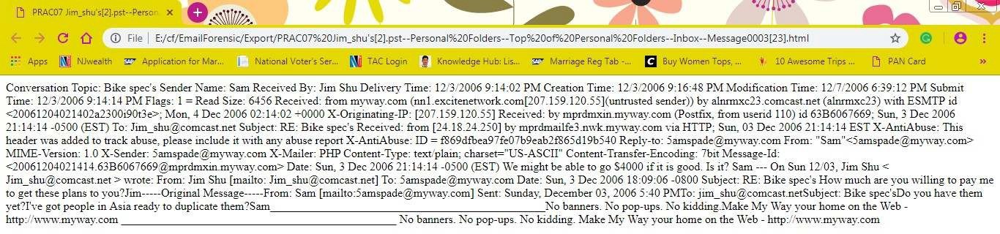 PRAC07 Jim_shu's[2].pst--Person
File | E:/cf/EmailForensic/Export/PRAC07%20Jim_shu's[2].pst--Personal%20Folders--Top%20of%20Personal%20Folders--Inbox--Message0003[23].html
Apps NJwealth Application for Mar... National Voter's Ser... TAC Login Knowledge Hub: Lis... Marriage Reg Tab -... Buy Women Tops, ... 10 Awesome Trips ... PAN Card »
Conversation Topic: Bike spec's Sender Name: Sam Received By: Jim Shu Delivery Time: 12/3/2006 9:14:02 PM Creation Time: 12/3/2006 9:16:48 PM Modification Time: 12/7/2006 6:39:12 PM Submit
Time: 12/3/2006 9:14:14 PM Flags: 1 = Read Size: 6456 Received: from myway.com (nn1.excitenetwork.com[207.159.120.55](untrusted sender)) by alnrmxc23.comcast.net (alnrmxc23) with ESMTP id
<20061204021402a2300i90t3e>; Mon, 4 Dec 2006 02:14:02 +0000 X-Originating-IP: [207.159.120.55] Received: by mprdmxin.myway.com (Postfix, from userid 110) id 63B6067669; Sun, 3 Dec 2006
21:14:14 -0500 (EST) To: Jim_shu@comcast.net Subject: RE: Bike spec's Received: from [24.18.24.250] by mprdmailfe3.nwk.myway.com via HTTP; Sun, 03 Dec 2006 21:14:14 EST X-AntiAbuse: This
header was added to track abuse, please include it with any abuse report X-AntiAbuse: ID = f869dfbea97fe07b9eab2f865d19b540 Reply-to: 5amspade@myway.com From: "Sam"<5amspade@myway.com>
MIME-Version: 1.0 X-Sender: 5amspade@myway.com X-Mailer: PHP Content-Type: text/plain; charset="US-ASCII" Content-Transfer-Encoding: 7bit Message-Id:
<20061204021414.63B6067669@mprdmxin.myway.com> Date: Sun, 3 Dec 2006 21:14:14 -0500 (EST) We might be able to go $4000 if it is good. Is it? Sam --- On Sun 12/03, Jim Shu <
Jim_shu@comcast.net > wrote: From: Jim Shu [mailto: Jim_shu@comcast.net] To: 5amspade@myway.com Date: Sun, 3 Dec 2006 18:09:06 -0800 Subject: RE: Bike spec's How much are you willing to pay me
to get these plans to you?Jim-----Original Message-----From: Sam [mailto:5amspade@myway.com] Sent: Sunday, December 03, 2006 5:40 PMTo: jim_shu@comcast.netSubject: Bike spec'sDo you have them
yet?I've got people in Asia ready to duplicate them?Sam_______________________________________________No banners. No pop-ups. No kidding.Make My Way your home on the Web -
http://www.myway.com _______________________________________________ No banners. No pop-ups. No kidding. Make My Way your home on the Web - http://www.myway.com